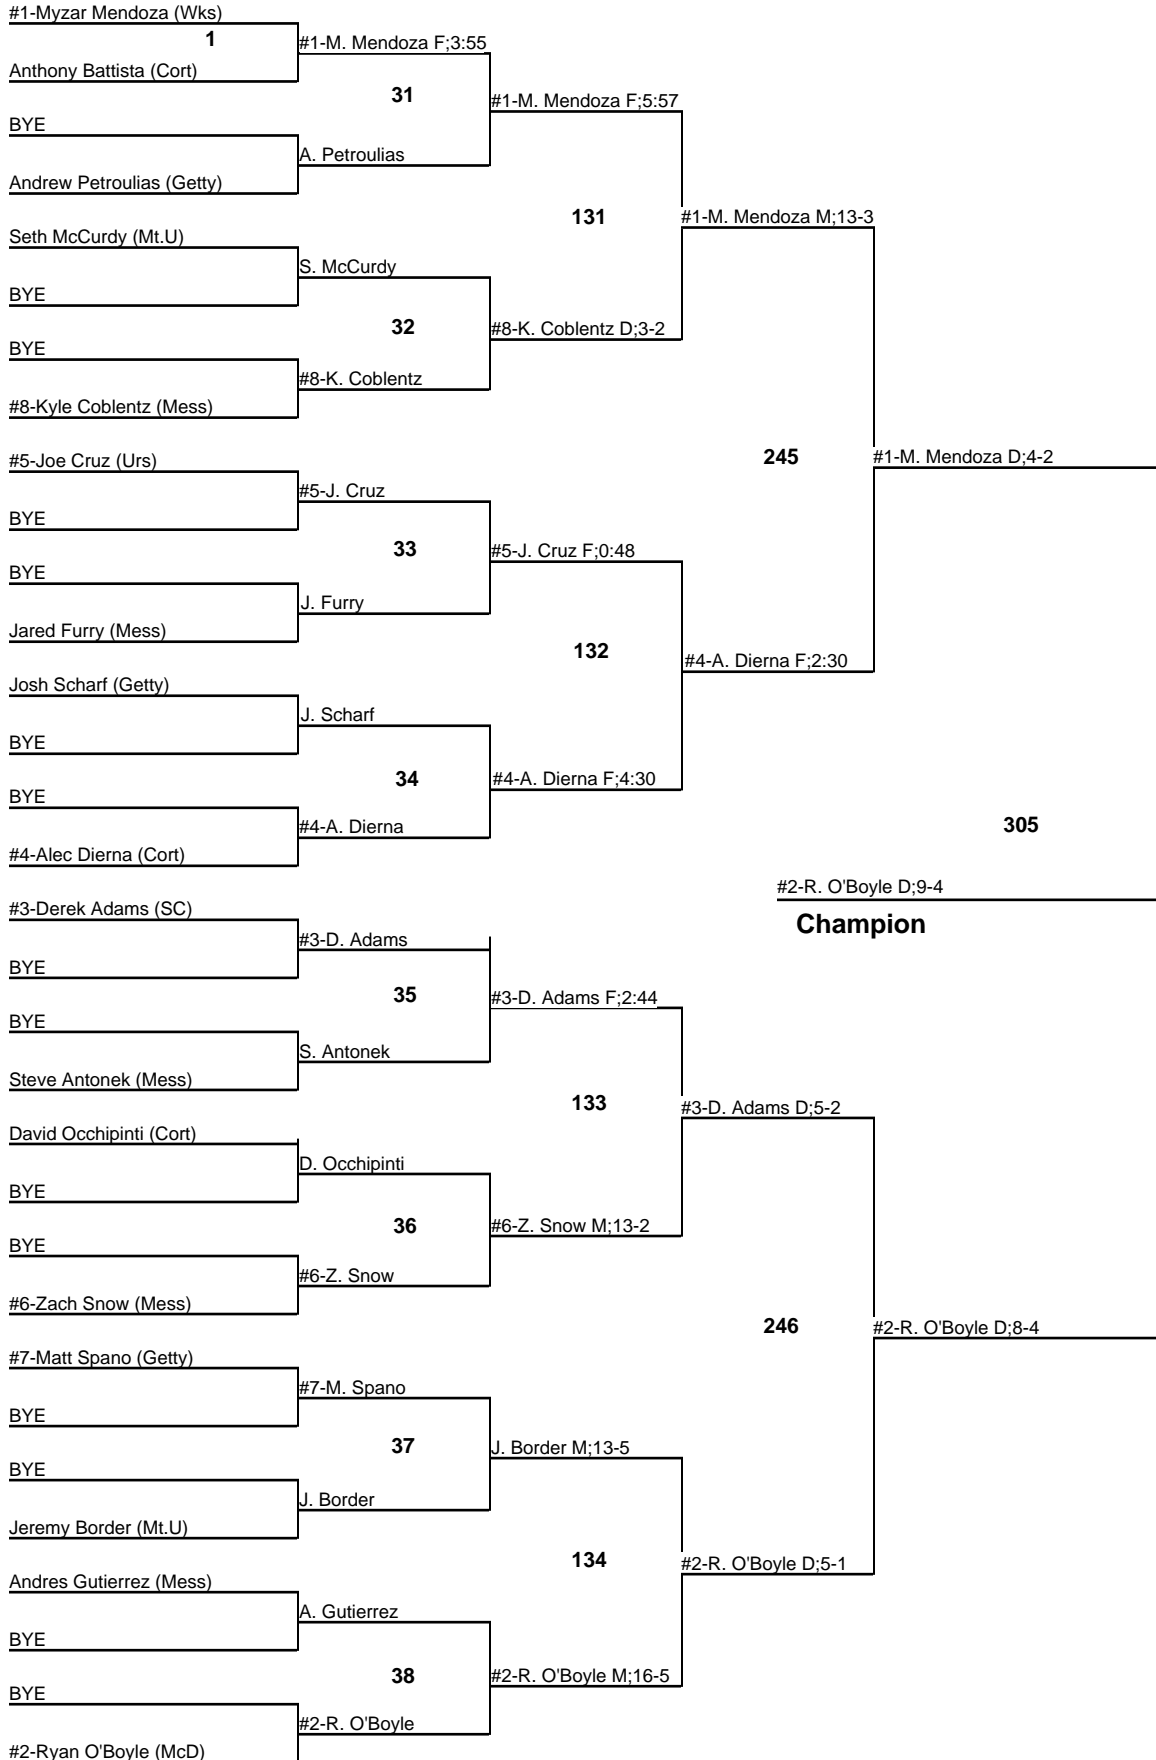 #1-Myzar Mendoza (Wks)
1
#1-M. Mendoza F;3:55
Anthony Battista (Cort)
31
#1-M. Mendoza F;5:57
BYE
A. Petroulias
Andrew Petroulias (Getty)
131
#1-M. Mendoza M;13-3
Seth McCurdy (Mt.U)
S. McCurdy
BYE
32
#8-K. Coblentz D;3-2
BYE
#8-K. Coblentz
#8-Kyle Coblentz (Mess)
245
#1-M. Mendoza D;4-2
#5-Joe Cruz (Urs)
#5-J. Cruz
BYE
33
#5-J. Cruz F;0:48
BYE
J. Furry
Jared Furry (Mess)
132
#4-A. Dierna F;2:30
Josh Scharf (Getty)
J. Scharf
BYE
34
#4-A. Dierna F;4:30
BYE
#4-A. Dierna
305
#4-Alec Dierna (Cort)
#2-R. O'Boyle D;9-4
Champion
#3-Derek Adams (SC)
#3-D. Adams
BYE
35
#3-D. Adams F;2:44
BYE
S. Antonek
Steve Antonek (Mess)
133
#3-D. Adams D;5-2
David Occhipinti (Cort)
D. Occhipinti
BYE
36
#6-Z. Snow M;13-2
BYE
#6-Z. Snow
#6-Zach Snow (Mess)
246
#2-R. O'Boyle D;8-4
#7-Matt Spano (Getty)
#7-M. Spano
BYE
37
J. Border M;13-5
BYE
J. Border
Jeremy Border (Mt.U)
134
#2-R. O'Boyle D;5-1
Andres Gutierrez (Mess)
A. Gutierrez
BYE
38
#2-R. O'Boyle M;16-5
BYE
#2-R. O'Boyle
#2-Ryan O'Boyle (McD)